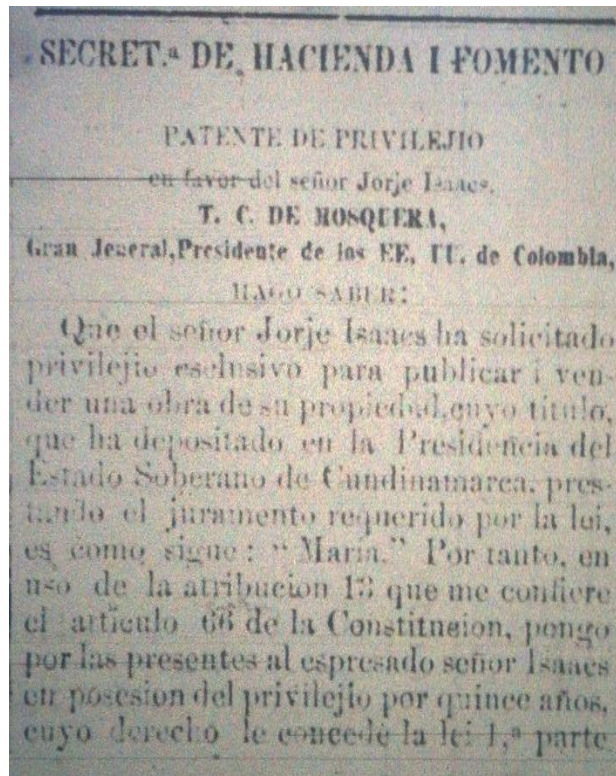 SECRET.ª DE HACIENDA I FOMENTO
PATENTE DE PRIVILEJIO
en favor del señor Jorje Isaacs.
T. C. DE MOSQUERA,
Gran Jeneral, Presidente de los EE. UU. de Colombia,
HAGO SABER:
Que el señor Jorje Isaacs ha solicitado
privilejio esclusivo para publicar i ven-
der una obra de su propiedad, cuyo título,
que ha depositado en la Presidencia del
Estado Soberano de Cundinamarca, pres-
tando el juramento requerido por la lei,
es como sigue: "María." Por tanto, en
uso de la atribucion 13 que me confiere
el artículo 66 de la Constitucion, pongo
por las presentes al espresado señor Isaacs
en posesion del privilejio por quince años,
cuyo derecho le concede la lei 1.ª parte